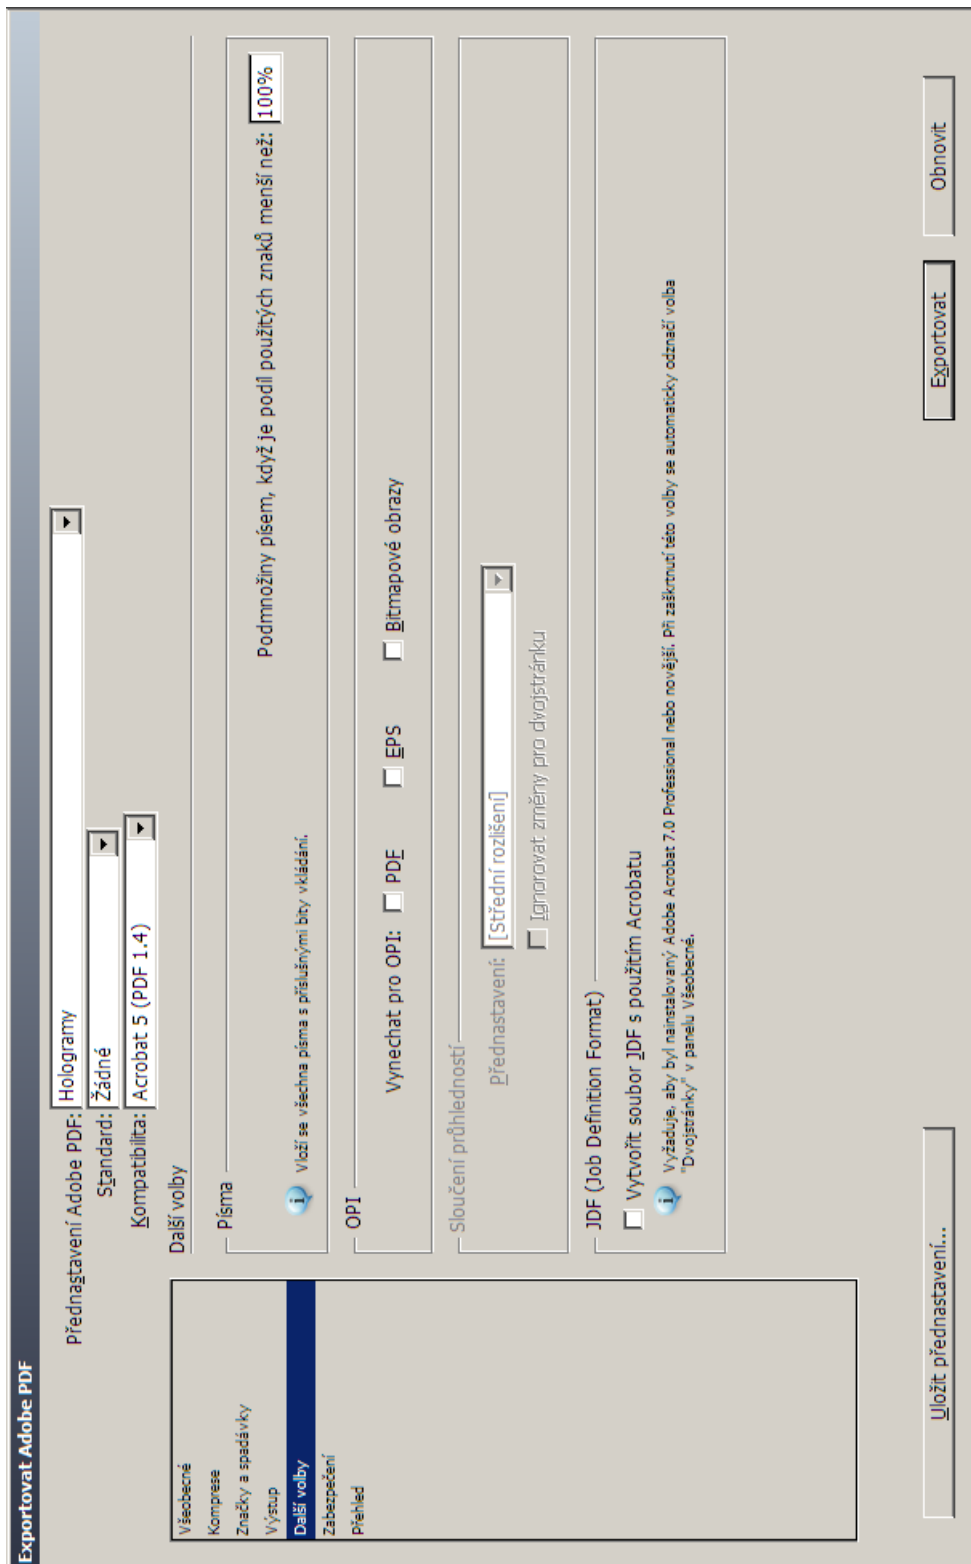 Exportovat Adobe PDF
Přednastavení Adobe PDF: Hologramy
Standard: Žádné
Kompatibilita: Acrobat 5 (PDF 1.4)
Všeobecné
Komprese
Značky a spadávky
Výstup
Další volby
Zabezpečení
Přehled
Další volby
Písma
Podmnožiny písem, když je podíl použitých znaků menší než: 100%
Vloží se všechna písma s příslušnými bity vkládání.
OPI
Vynechat pro OPI: PDF EPS Bitmapové obrazy
Sloučení průhledností
Přednastavení: [Střední rozlišení]
Ignorovat změny pro dvojstránku
JDF (Job Definition Format)
Vytvořit soubor JDF s použitím Acrobatu
Vyžaduje, aby byl nainstalovaný Adobe Acrobat 7.0 Professional nebo novější. Při zaškrtnutí této volby se automaticky odznačí volba
"Dvojstránky" v panelu Všeobecné.
Uložit přednastavení... Exportovat Obnovit